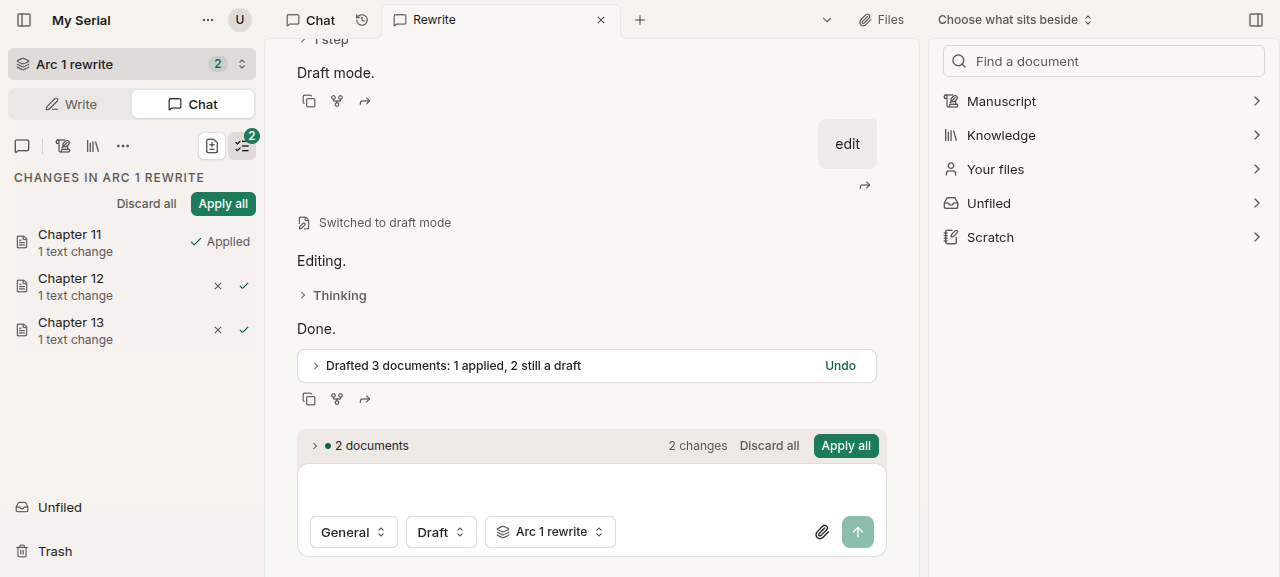 My Serial
U
Chat
Rewrite
Files
Choose what sits beside
Arc 1 rewrite
2
Write
Chat
2
CHANGES IN ARC 1 REWRITE
Discard all
Apply all
Chapter 11
1 text change
Applied
Chapter 12
1 text change
Chapter 13
1 text change
Unfiled
Trash
1 step
Draft mode.
edit
Switched to draft mode
Editing.
Thinking
Done.
Drafted 3 documents: 1 applied, 2 still a draft
Undo
2 documents
2 changes
Discard all
Apply all
General
Draft
Arc 1 rewrite
Find a document
Manuscript
Knowledge
Your files
Unfiled
Scratch